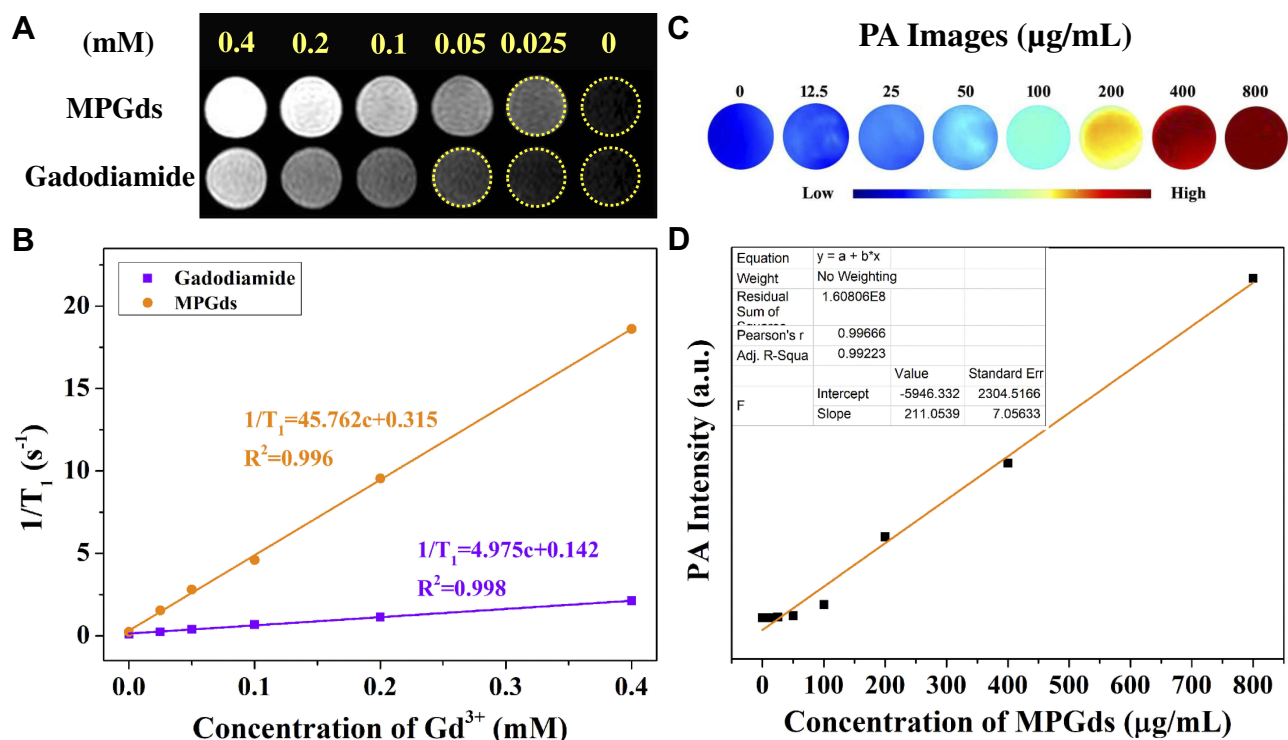 A
(mM)
0.4 0.2 0.1 0.05 0.025 0
MPGds
Gadodiamide
B
Gadodiamide
MPGds
1/T₁=45.762c+0.315
R²=0.996
1/T₁=4.975c+0.142
R²=0.998
1/T₁ (s⁻¹)
20
15
10
5
0
0.0 0.1 0.2 0.3 0.4
Concentration of Gd³⁺ (mM)
C
PA Images (µg/mL)
0 12.5 25 50 100 200 400 800
Low High
D
Equation y = a + b*x
Weight No Weighting
Residual 1.60806E8
Sum of
Pearson's r 0.99666
Adj. R-Squa 0.99223
Value Standard Err
F
Intercept -5946.332 2304.5166
Slope 211.0539 7.05633
PA Intensity (a.u.)
0 100 200 300 400 500 600 700 800
Concentration of MPGds (µg/mL)